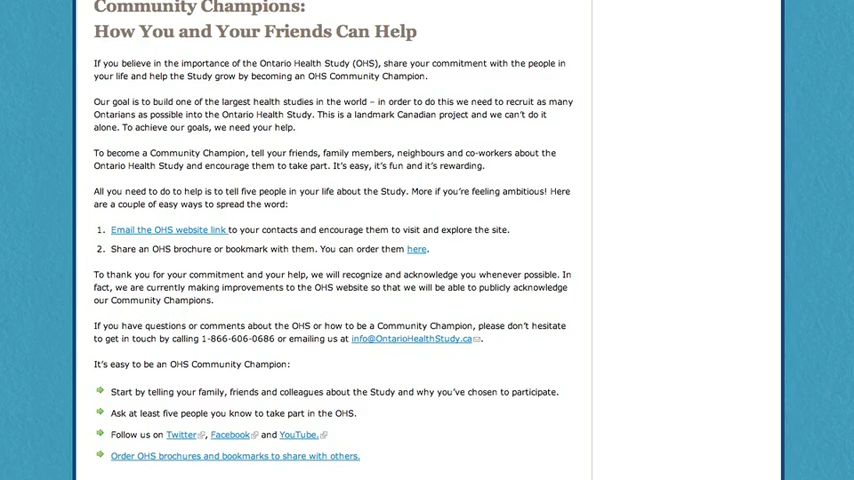 Community Champions:
How You and Your Friends Can Help
If you believe in the importance of the Ontario Health Study (OHS), share your commitment with the people in
your life and help the Study grow by becoming an OHS Community Champion.
Our goal is to build one of the largest health studies in the world – in order to do this we need to recruit as many
Ontarians as possible into the Ontario Health Study. This is a landmark Canadian project and we can't do it
alone. To achieve our goals, we need your help.
To become a Community Champion, tell your friends, family members, neighbours and co-workers about the
Ontario Health Study and encourage them to take part. It's easy, it's fun and it's rewarding.
All you need to do to help is to tell five people in your life about the Study. More if you're feeling ambitious! Here
are a couple of easy ways to spread the word:
1. Email the OHS website link to your contacts and encourage them to visit and explore the site.
2. Share an OHS brochure or bookmark with them. You can order them here.
To thank you for your commitment and your help, we will recognize and acknowledge you whenever possible. In
fact, we are currently making improvements to the OHS website so that we will be able to publicly acknowledge
our Community Champions.
If you have questions or comments about the OHS or how to be a Community Champion, please don't hesitate
to get in touch by calling 1-866-606-0686 or emailing us at info@OntarioHealthStudy.ca.
It's easy to be an OHS Community Champion:
Start by telling your family, friends and colleagues about the Study and why you've chosen to participate.
Ask at least five people you know to take part in the OHS.
Follow us on Twitter, Facebook and YouTube.
Order OHS brochures and bookmarks to share with others.